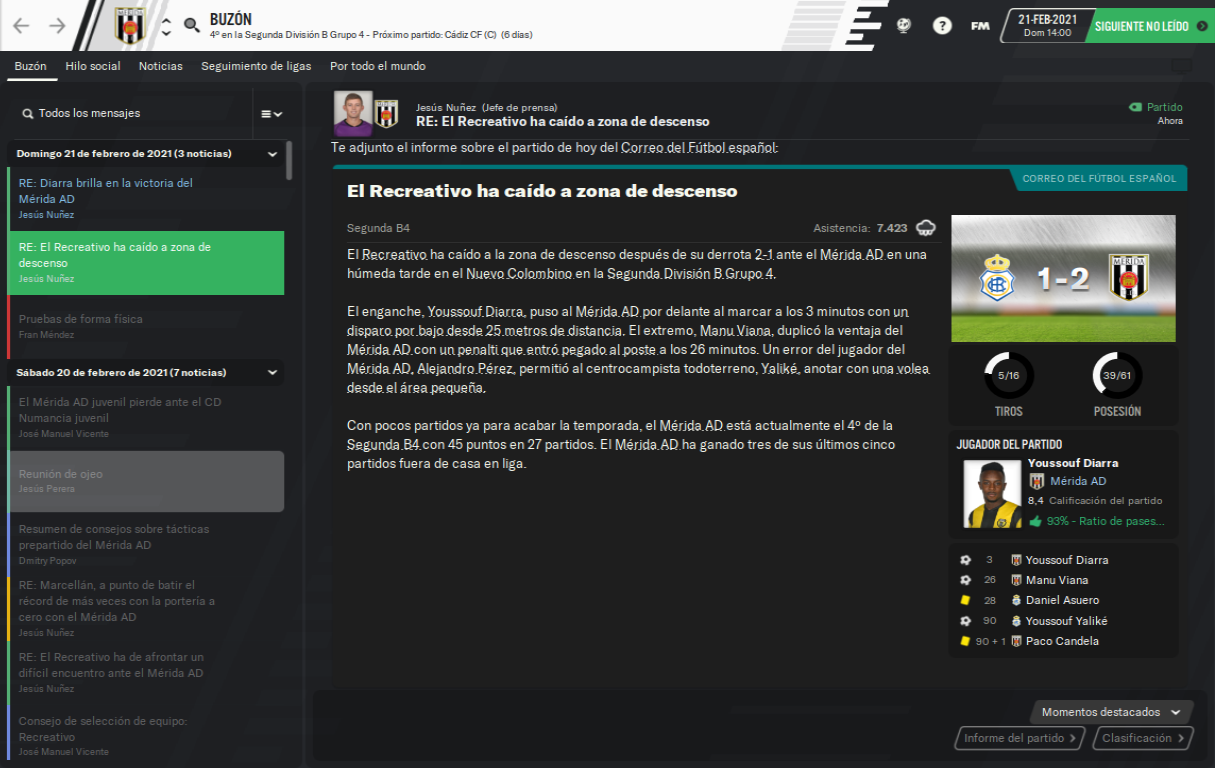 BUZÓN
4º en la Segunda División B Grupo 4 - Próximo partido: Cádiz CF (C) (6 días)
FM
21-FEB-2021
Dom 14:00
SIGUIENTE NO LEÍDO
Buzón
Hilo social
Noticias
Seguimiento de ligas
Por todo el mundo
Todos los mensajes
Domingo 21 de febrero de 2021 (3 noticias)
RE: Diarra brilla en la victoria del
Mérida AD
Jesús Nuñez
RE: El Recreativo ha caído a zona de
descenso
Jesús Nuñez
Pruebas de forma física
Fran Méndez
Sábado 20 de febrero de 2021 (7 noticias)
El Mérida AD juvenil pierde ante el CD
Numancia juvenil
José Manuel Vicente
Reunión de ojeo
Jesús Perera
Resumen de consejos sobre tácticas
prepartido del Mérida AD
Dmitry Popov
RE: Marcellán, a punto de batir el
récord de más veces con la portería a
cero con el Mérida AD
Jesús Nuñez
RE: El Recreativo ha de afrontar un
difícil encuentro ante el Mérida AD
Jesús Nuñez
Consejo de selección de equipo:
Recreativo
José Manuel Vicente
Jesús Nuñez (Jefe de prensa)
RE: El Recreativo ha caído a zona de descenso
Partido
Ahora
Te adjunto el informe sobre el partido de hoy del Correo del Fútbol español:
CORREO DEL FÚTBOL ESPAÑOL
El Recreativo ha caído a zona de descenso
Segunda B4
Asistencia: 7.423
El Recreativo ha caído a la zona de descenso después de su derrota 2-1 ante el Mérida AD en una
húmeda tarde en el Nuevo Colombino en la Segunda División B Grupo 4.
El enganche, Youssouf Diarra, puso al Mérida AD por delante al marcar a los 3 minutos con un
disparo por bajo desde 25 metros de distancia. El extremo, Manu Viana, duplicó la ventaja del
Mérida AD con un penalti que entró pegado al poste a los 26 minutos. Un error del jugador del
Mérida AD, Alejandro Pérez, permitió al centrocampista todoterreno, Yaliké, anotar con una volea
desde el área pequeña.
Con pocos partidos ya para acabar la temporada, el Mérida AD está actualmente el 4º de la
Segunda B4 con 45 puntos en 27 partidos. El Mérida AD ha ganado tres de sus últimos cinco
partidos fuera de casa en liga.
1-2
MÉRIDA
5/16
39/61
TIROS
POSESIÓN
JUGADOR DEL PARTIDO
Youssouf Diarra
Mérida AD
8,4 Calificación del partido
93% - Ratio de pases...
3 Youssouf Diarra
26 Manu Viana
28 Daniel Asuero
90 Youssouf Yaliké
90 + 1 Paco Candela
Momentos destacados
Informe del partido
Clasificación